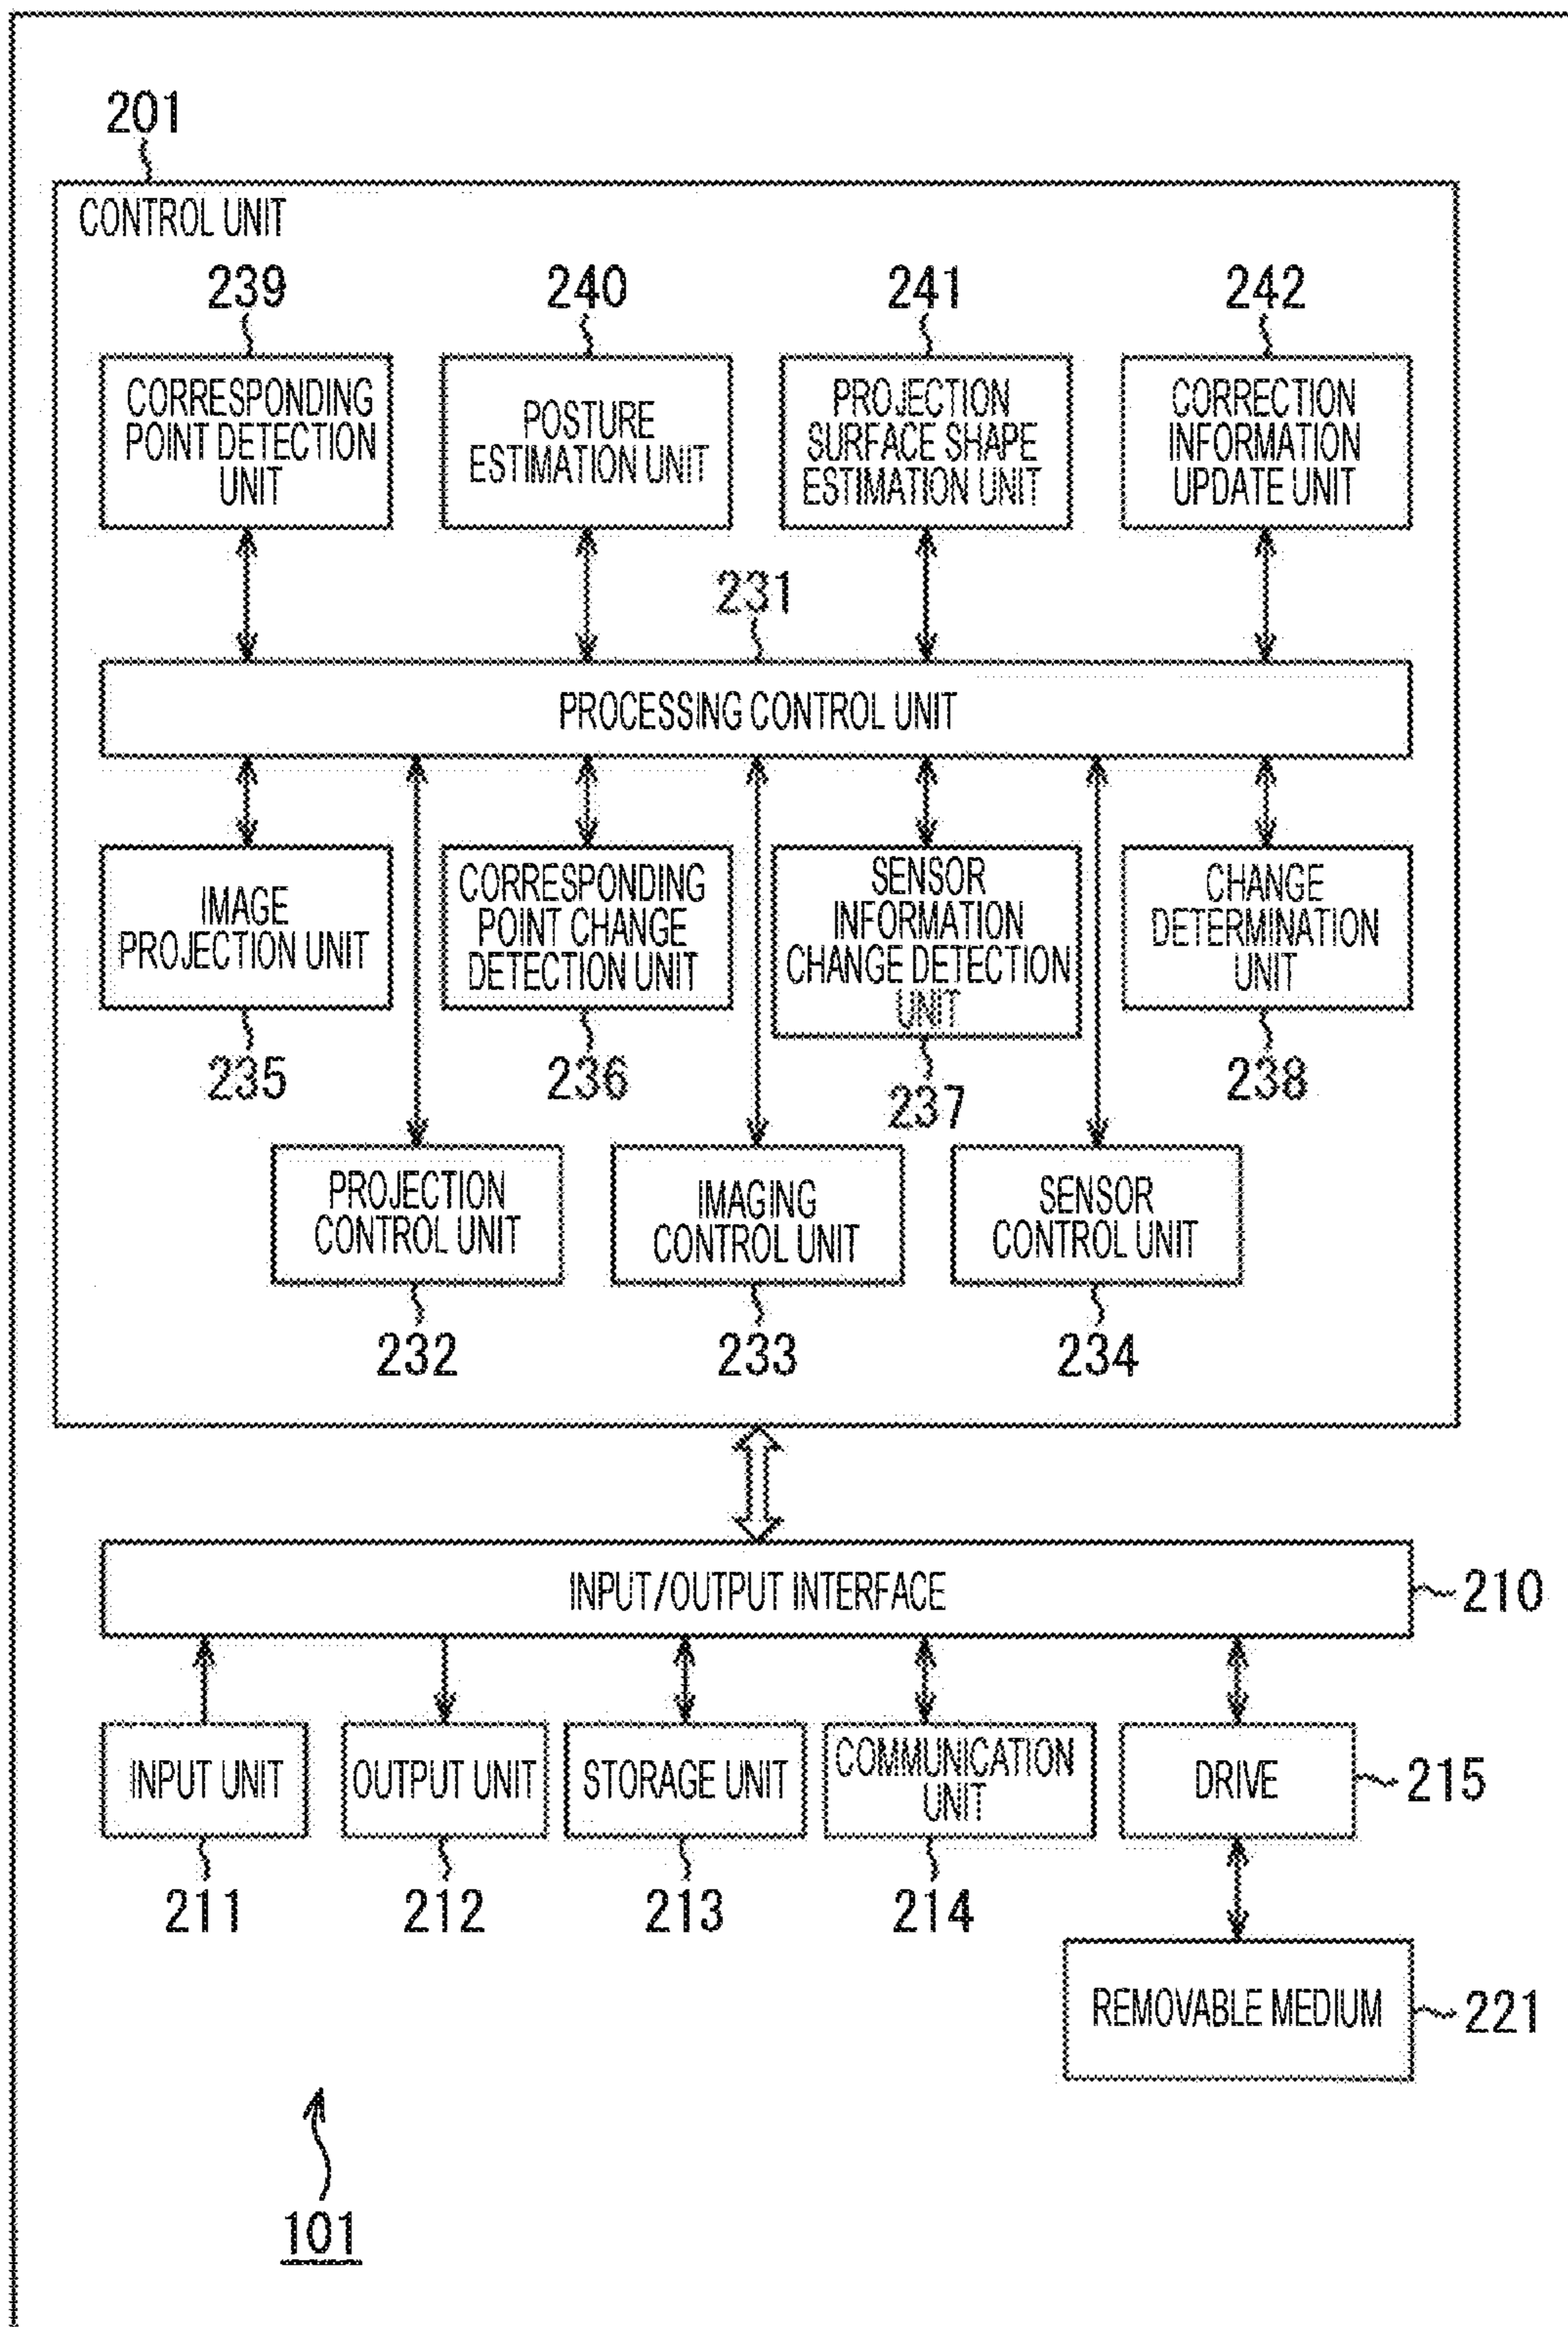 201
CONTROL UNIT
239
240
241
242
CORRESPONDING
POINT DETECTION
UNIT
POSTURE
ESTIMATION UNIT
PROJECTION
SURFACE SHAPE
ESTIMATION UNIT
CORRECTION
INFORMATION
UPDATE UNIT
231
PROCESSING CONTROL UNIT
IMAGE
PROJECTION UNIT
CORRESPONDING
POINT CHANGE
DETECTION UNIT
SENSOR
INFORMATION
CHANGE DETECTION
UNIT
CHANGE
DETERMINATION
UNIT
235
236
237
238
PROJECTION
CONTROL UNIT
IMAGING
CONTROL UNIT
SENSOR
CONTROL UNIT
232
233
234
INPUT/OUTPUT INTERFACE
210
INPUT UNIT
OUTPUT UNIT
STORAGE UNIT
COMMUNICATION
UNIT
DRIVE
215
211
212
213
214
REMOVABLE MEDIUM
221
101